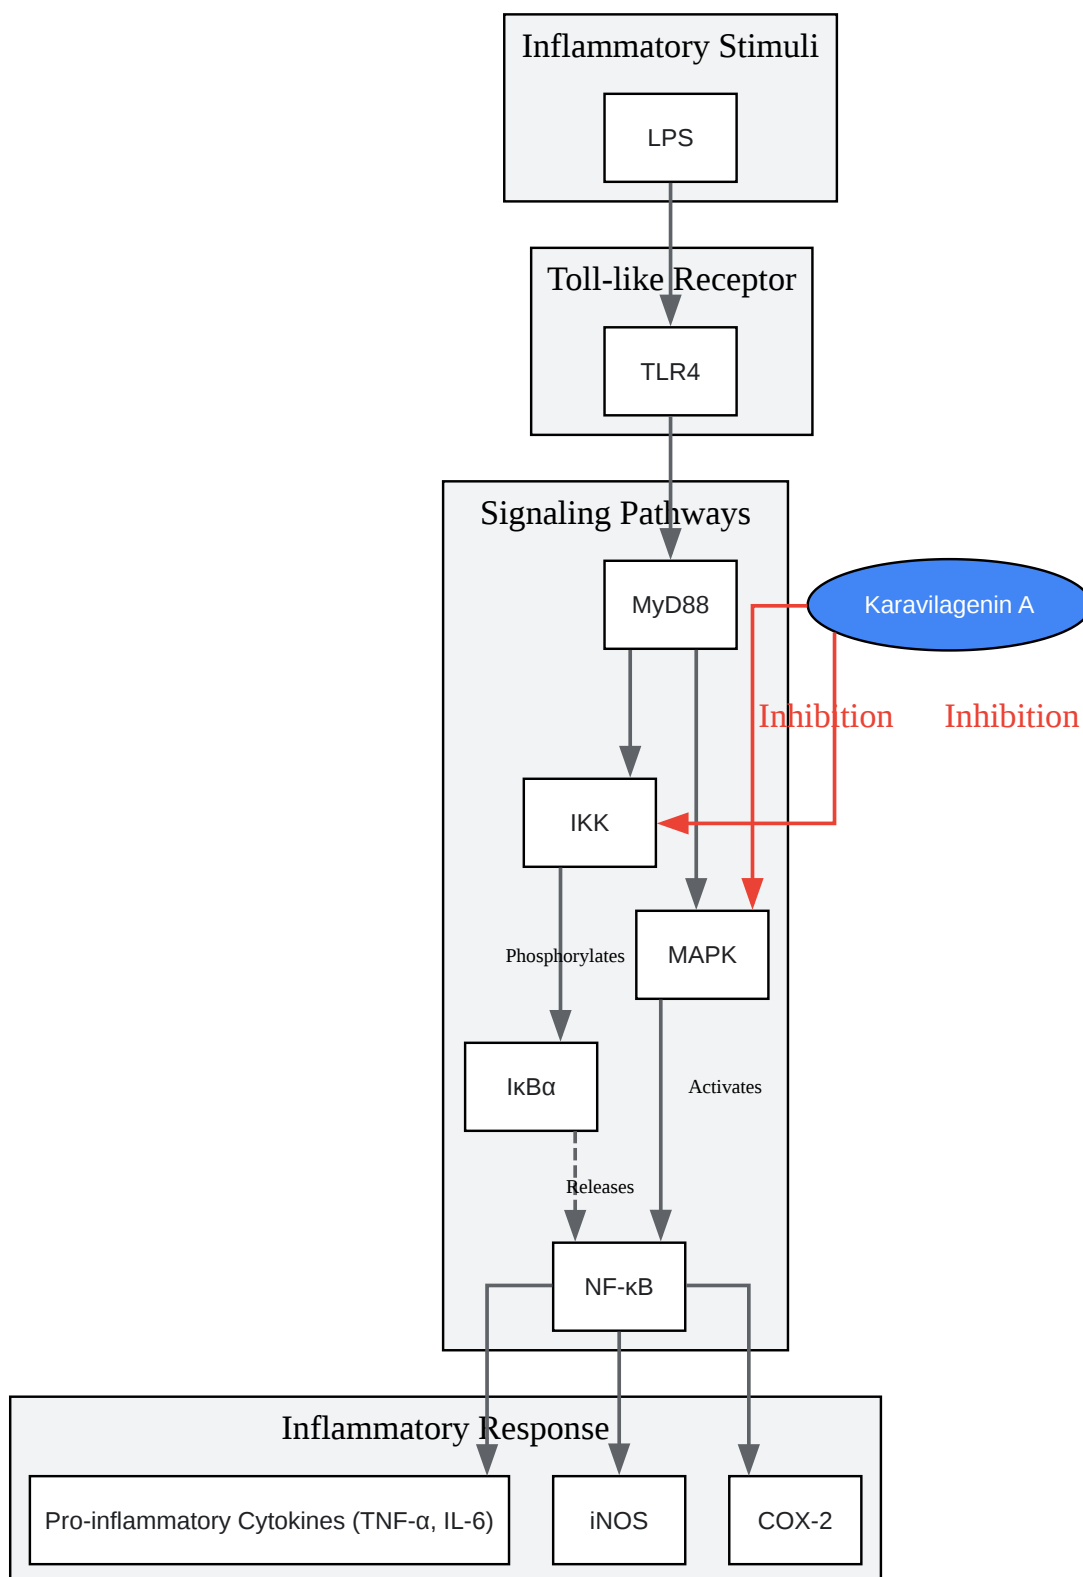 Inflammatory Stimuli
LPS
Toll-like Receptor
TLR4
Signaling Pathways
MyD88
Karavilagenin A
Inhibition
Inhibition
IKK
Phosphorylates
MAPK
IκBα
Activates
Releases
NF-κB
Inflammatory Response
Pro-inflammatory Cytokines (TNF-α, IL-6)
iNOS
COX-2